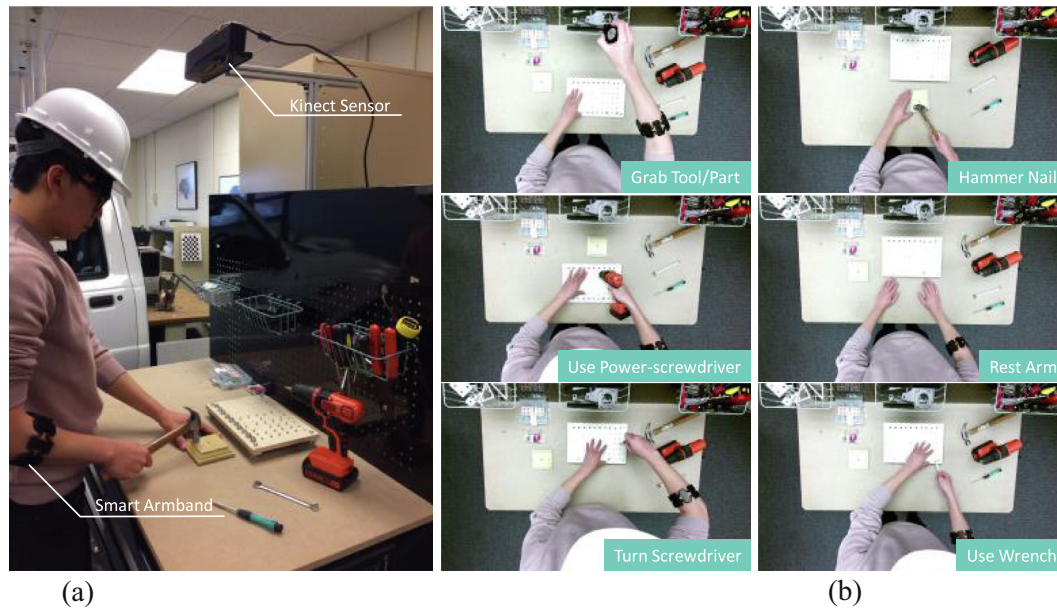 Kinect Sensor
Smart Armband
Grab Tool/Part
Hammer Nail
Use Power-screwdriver
Rest Arm
Turn Screwdriver
Use Wrench
(a)
(b)